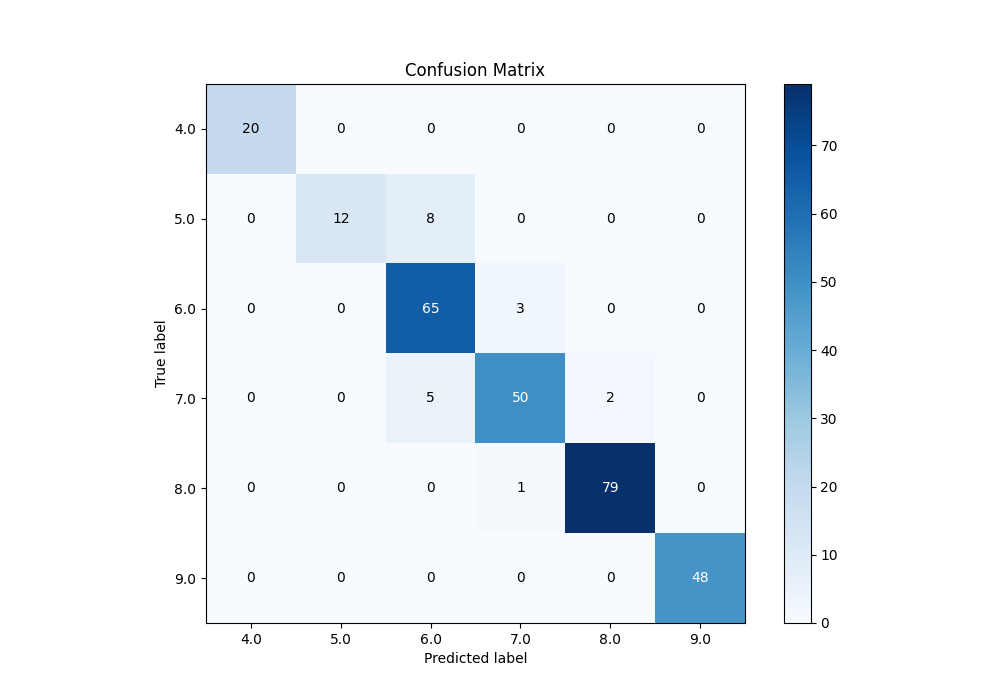 Confusion Matrix
4.0 20 0 0 0 0 0
5.0 0 12 8 0 0 0
6.0 0 0 65 3 0 0
7.0 0 0 5 50 2 0
8.0 0 0 0 1 79 0
9.0 0 0 0 0 0 48
4.0 5.0 6.0 7.0 8.0 9.0
Predicted label
True label
70
60
50
40
30
20
10
0